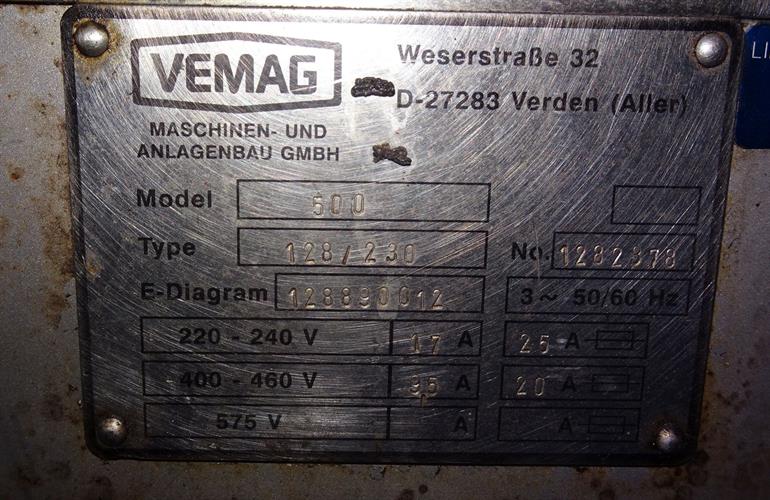 VEMAG
Weserstraße 32
D-27283 Verden (Aller)
MASCHINEN- UND
ANLAGENBAU GMBH
Model 500
Type 128/230 No. 1282378
E-Diagram 128890012 3~ 50/60 Hz
220 - 240 V 17 A 25 A
400 - 460 V A 20 A
575 V A A